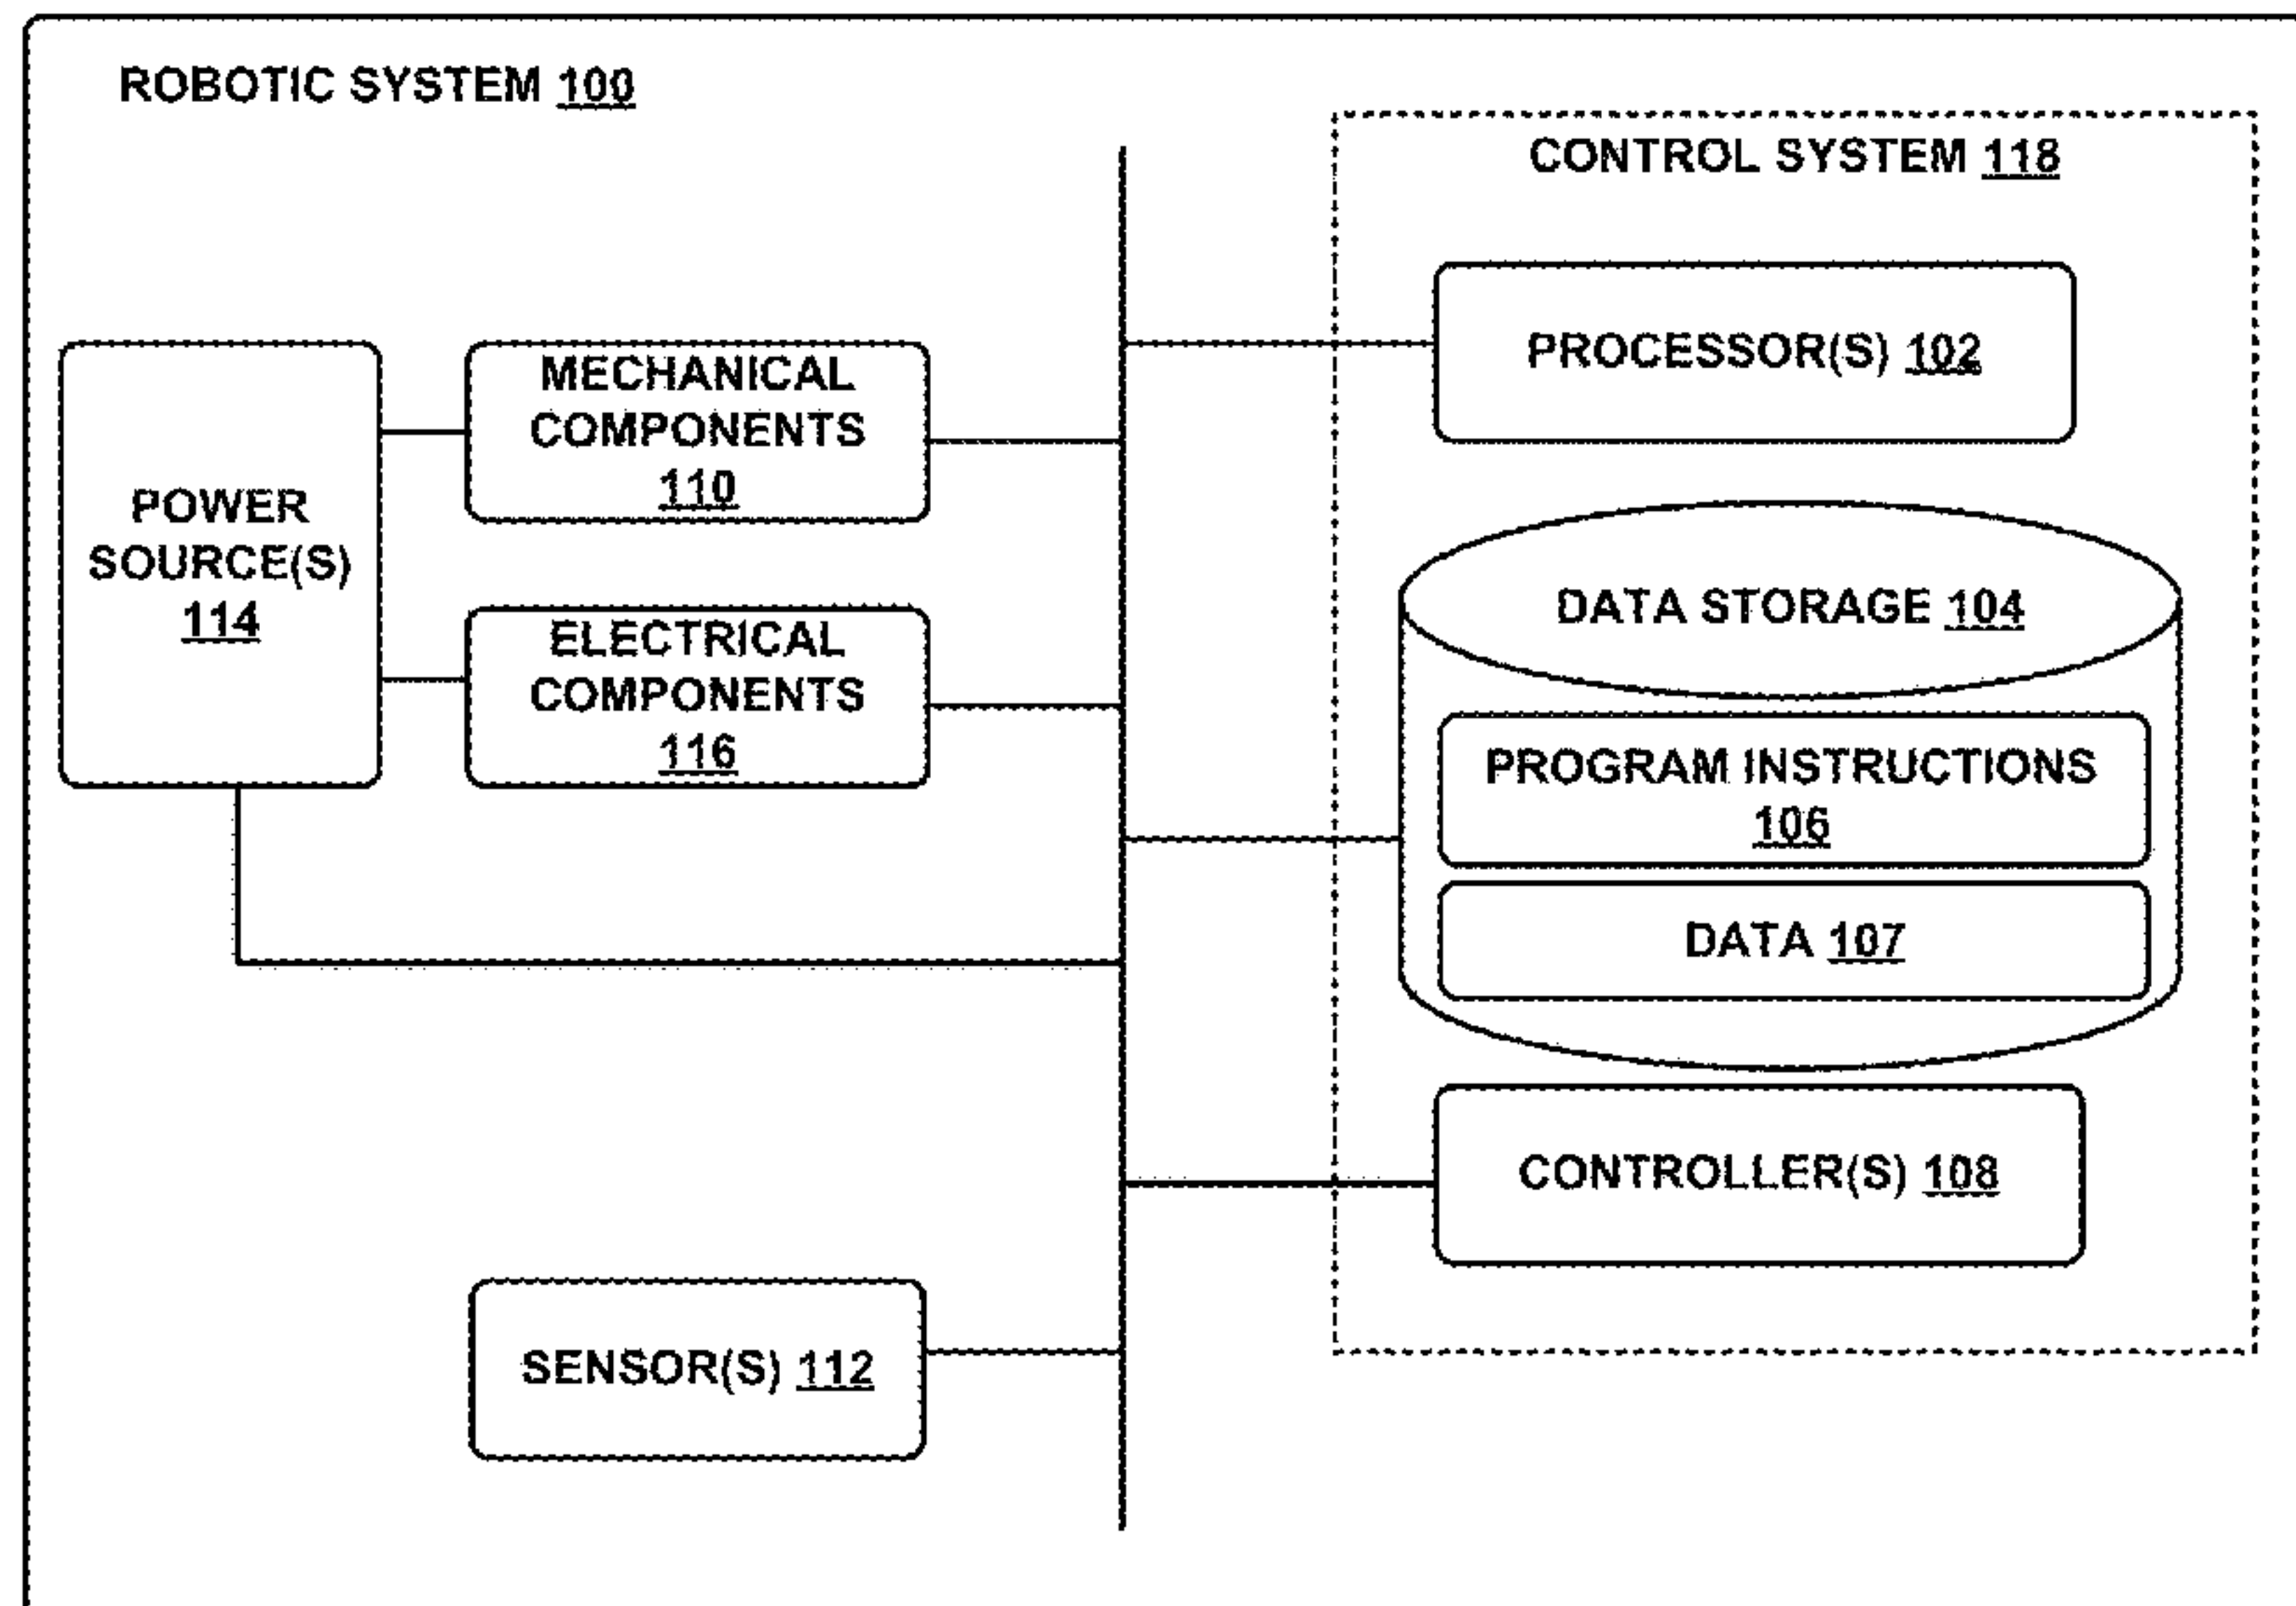 ROBOTIC SYSTEM 100
CONTROL SYSTEM 118
PROCESSOR(S) 102
MECHANICAL
COMPONENTS
110
POWER
SOURCE(S)
114
ELECTRICAL
COMPONENTS
116
DATA STORAGE 104
PROGRAM INSTRUCTIONS
106
DATA 107
CONTROLLER(S) 108
SENSOR(S) 112